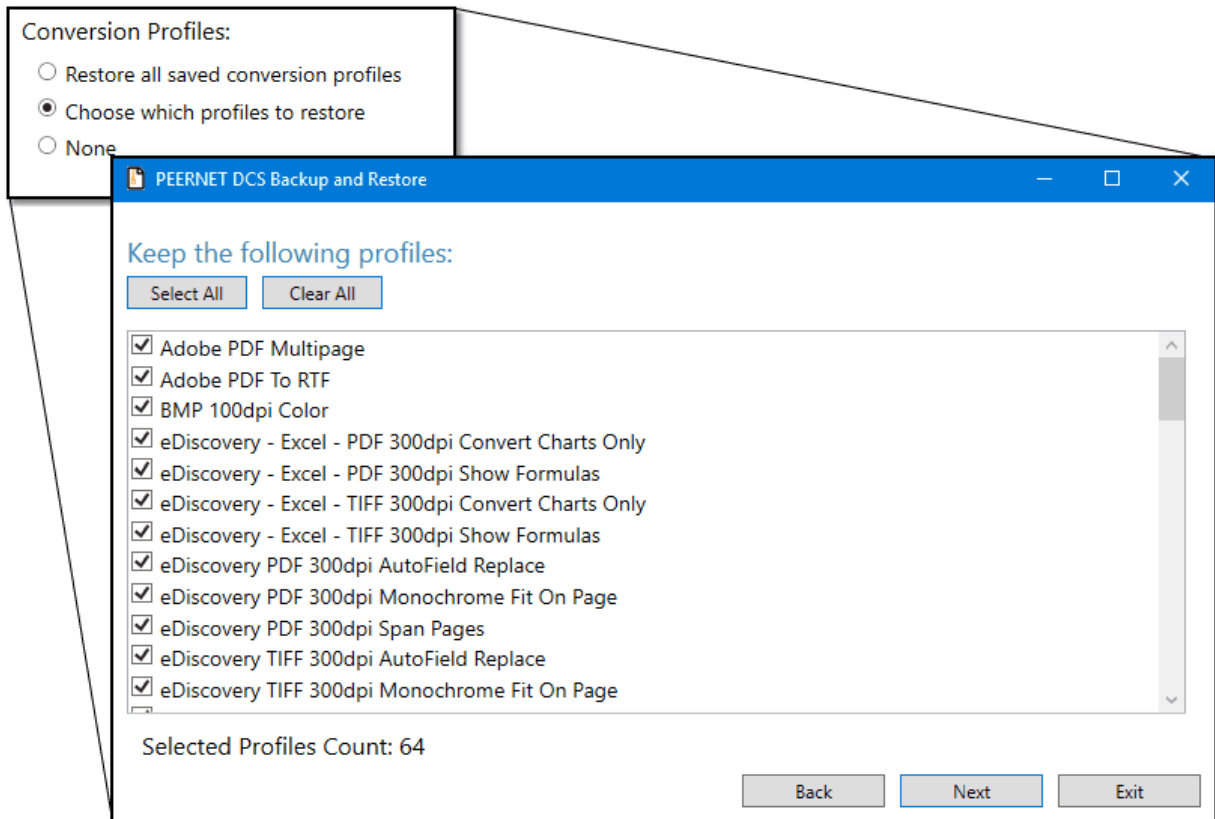 Conversion Profiles:
Restore all saved conversion profiles
Choose which profiles to restore
None
PEERNET DCS Backup and Restore
Keep the following profiles:
Select All Clear All
Adobe PDF Multipage
Adobe PDF To RTF
BMP 100dpi Color
eDiscovery - Excel - PDF 300dpi Convert Charts Only
eDiscovery - Excel - PDF 300dpi Show Formulas
eDiscovery - Excel - TIFF 300dpi Convert Charts Only
eDiscovery - Excel - TIFF 300dpi Show Formulas
eDiscovery PDF 300dpi AutoField Replace
eDiscovery PDF 300dpi Monochrome Fit On Page
eDiscovery PDF 300dpi Span Pages
eDiscovery TIFF 300dpi AutoField Replace
eDiscovery TIFF 300dpi Monochrome Fit On Page
Selected Profiles Count: 64
Back Next Exit